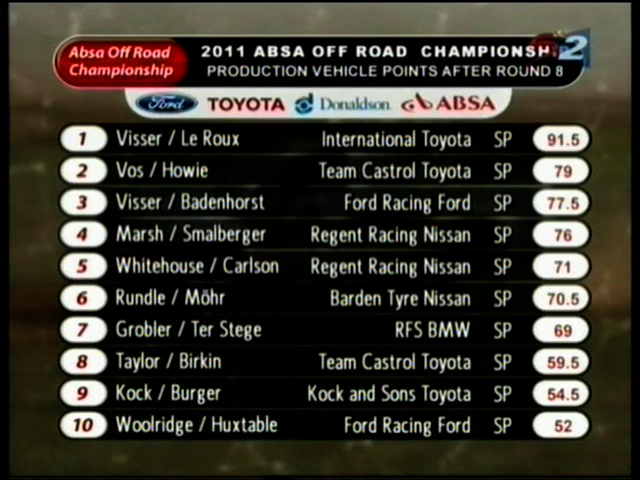 Absa Off Road
Championship
2011 ABSA OFF ROAD CHAMPIONSH
2
PRODUCTION VEHICLE POINTS AFTER ROUND 8
Ford TOYOTA Donaldson ABSA
1 Visser / Le Roux International Toyota SP 91.5
2 Vos / Howie Team Castrol Toyota SP 79
3 Visser / Badenhorst Ford Racing Ford SP 77.5
4 Marsh / Smalberger Regent Racing Nissan SP 76
5 Whitehouse / Carlson Regent Racing Nissan SP 71
6 Rundle / Möhr Barden Tyre Nissan SP 70.5
7 Grobler / Ter Stege RFS BMW SP 69
8 Taylor / Birkin Team Castrol Toyota SP 59.5
9 Kock / Burger Kock and Sons Toyota SP 54.5
10 Woolridge / Huxtable Ford Racing Ford SP 52